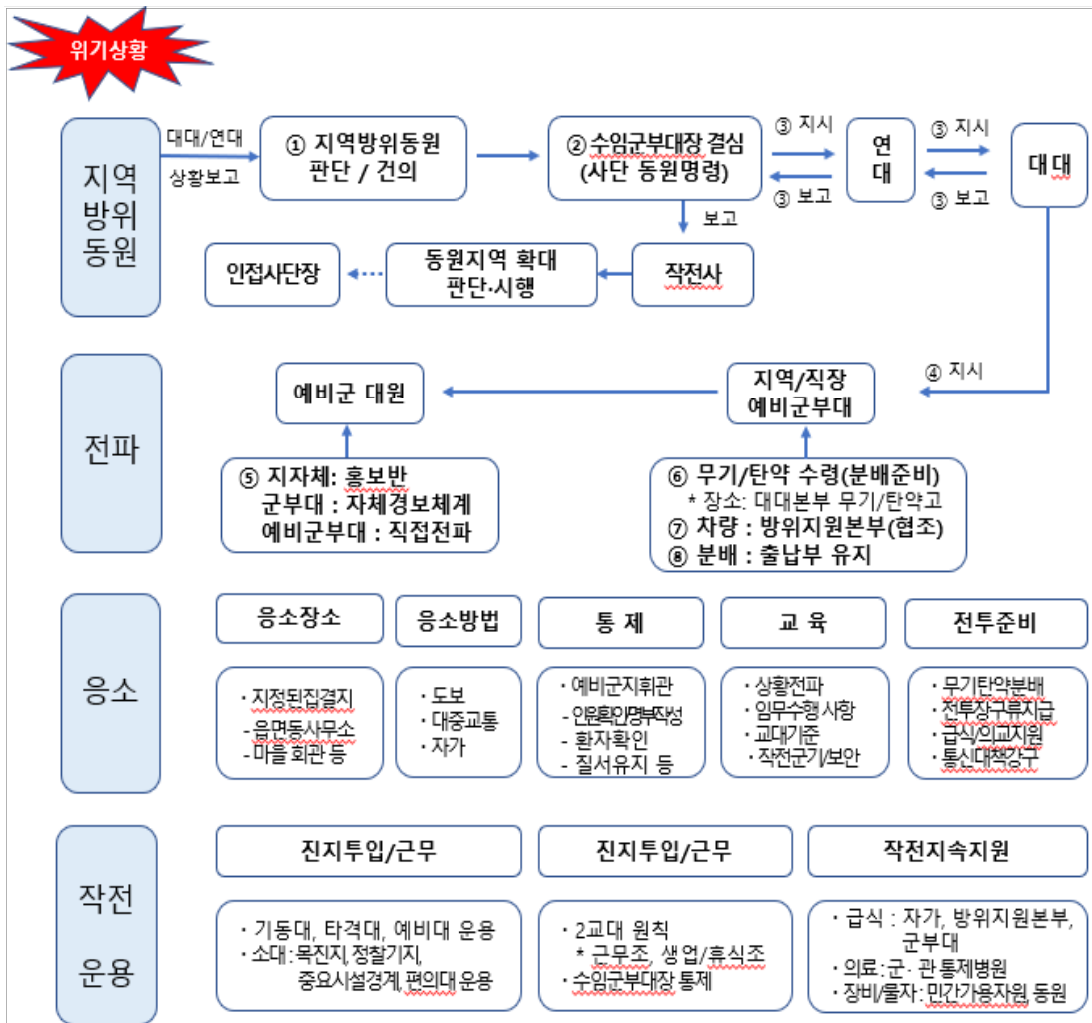 위기상황
지역
방위
동원
대대/연대
상황보고
① 지역방위동원
판단 / 건의
② 수임군부대장 결심
(사단 동원명령)
③ 지시
③ 보고
연
대
③ 지시
③ 보고
대대
보고
인접사단장
동원지역 확대
판단·시행
작전사
전파
예비군 대원
지역/직장
예비군부대
④ 지시
⑤ 지자체: 홍보반
군부대 : 자체경보체계
예비군부대 : 직접전파
⑥ 무기/탄약 수령(분배준비)
* 장소: 대대본부 무기/탄약고
⑦ 차량 : 방위지원본부(협조)
⑧ 분배 : 출납부 유지
응소
응소장소
응소방법
통 제
교 육
전투준비
· 지정된집결지
- 읍면동사무소
- 마을 회관 등
· 도보
· 대중교통
· 자가
· 예비군지휘관
- 인원확인명부작성
- 환자확인
- 질서유지 등
· 상황전파
· 임무수행 사항
· 교대기준
· 작전군기/보안
· 무기탄약분배
· 전투장구류지급
· 급식/의교지원
· 통신대책강구
작전
운용
진지투입/근무
진지투입/근무
작전지속지원
· 기동대, 타격대, 예비대 운용
· 소대 : 목진지, 정찰기지,
중요시설경계, 편의대 운용
· 2교대 원칙
* 근무조, 생업/휴식조
· 수임군부대장 통제
· 급식 : 자가, 방위지원본부,
군부대
· 의료 : 군· 관 통제병원
· 장비/물자 : 민간가용자원, 동원